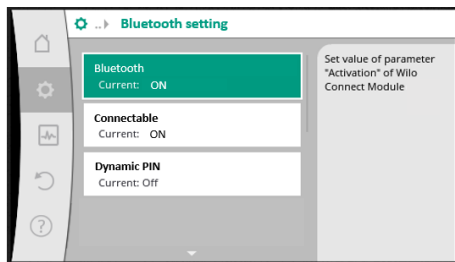 ..▸ Bluetooth setting
Bluetooth
Current: ON
Connectable
Current: ON
Dynamic PIN
Current: Off
Set value of parameter
"Activation" of Wilo
Connect Module
?